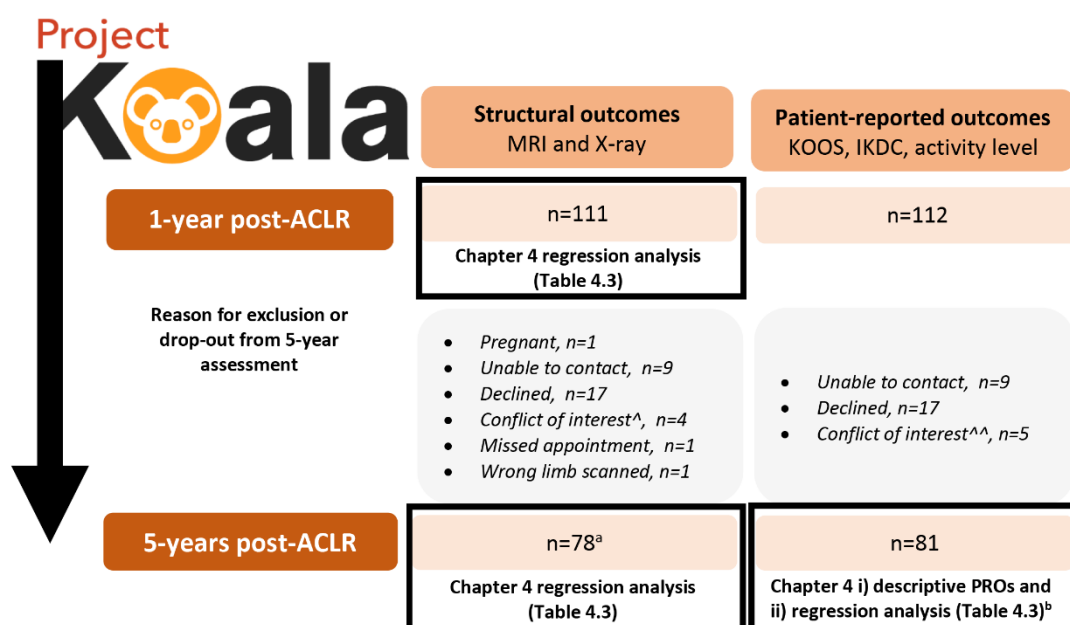 Project
Koala
Structural outcomes
MRI and X-ray
Patient-reported outcomes
KOOS, IKDC, activity level
1-year post-ACLR
n=111
Chapter 4 regression analysis
(Table 4.3)
n=112
Reason for exclusion or
drop-out from 5-year
assessment
• Pregnant, n=1
• Unable to contact, n=9
• Declined, n=17
• Conflict of interest^, n=4
• Missed appointment, n=1
• Wrong limb scanned, n=1
• Unable to contact, n=9
• Declined, n=17
• Conflict of interest^^, n=5
5-years post-ACLR
n=78ᵃ
Chapter 4 regression analysis
(Table 4.3)
n=81
Chapter 4 i) descriptive PROs and
ii) regression analysis (Table 4.3)ᵇ